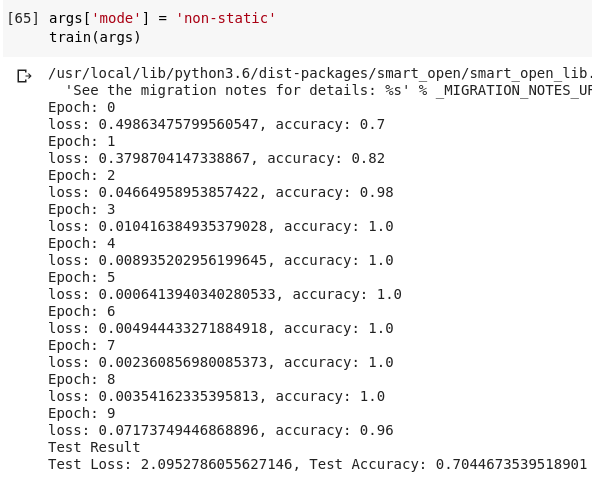 [65] args['mode'] = 'non-static'
train(args)
/usr/local/lib/python3.6/dist-packages/smart_open/smart_open_lib.
'See the migration notes for details: %s' % _MIGRATION_NOTES_UR
Epoch: 0
loss: 0.49863475799560547, accuracy: 0.7
Epoch: 1
loss: 0.3798704147338867, accuracy: 0.82
Epoch: 2
loss: 0.04664958953857422, accuracy: 0.98
Epoch: 3
loss: 0.010416384935379028, accuracy: 1.0
Epoch: 4
loss: 0.008935202956199645, accuracy: 1.0
Epoch: 5
loss: 0.0006413940340280533, accuracy: 1.0
Epoch: 6
loss: 0.004944433271884918, accuracy: 1.0
Epoch: 7
loss: 0.002360856980085373, accuracy: 1.0
Epoch: 8
loss: 0.00354162335395813, accuracy: 1.0
Epoch: 9
loss: 0.07173749446868896, accuracy: 0.96
Test Result
Test Loss: 2.0952786055627146, Test Accuracy: 0.7044673539518901